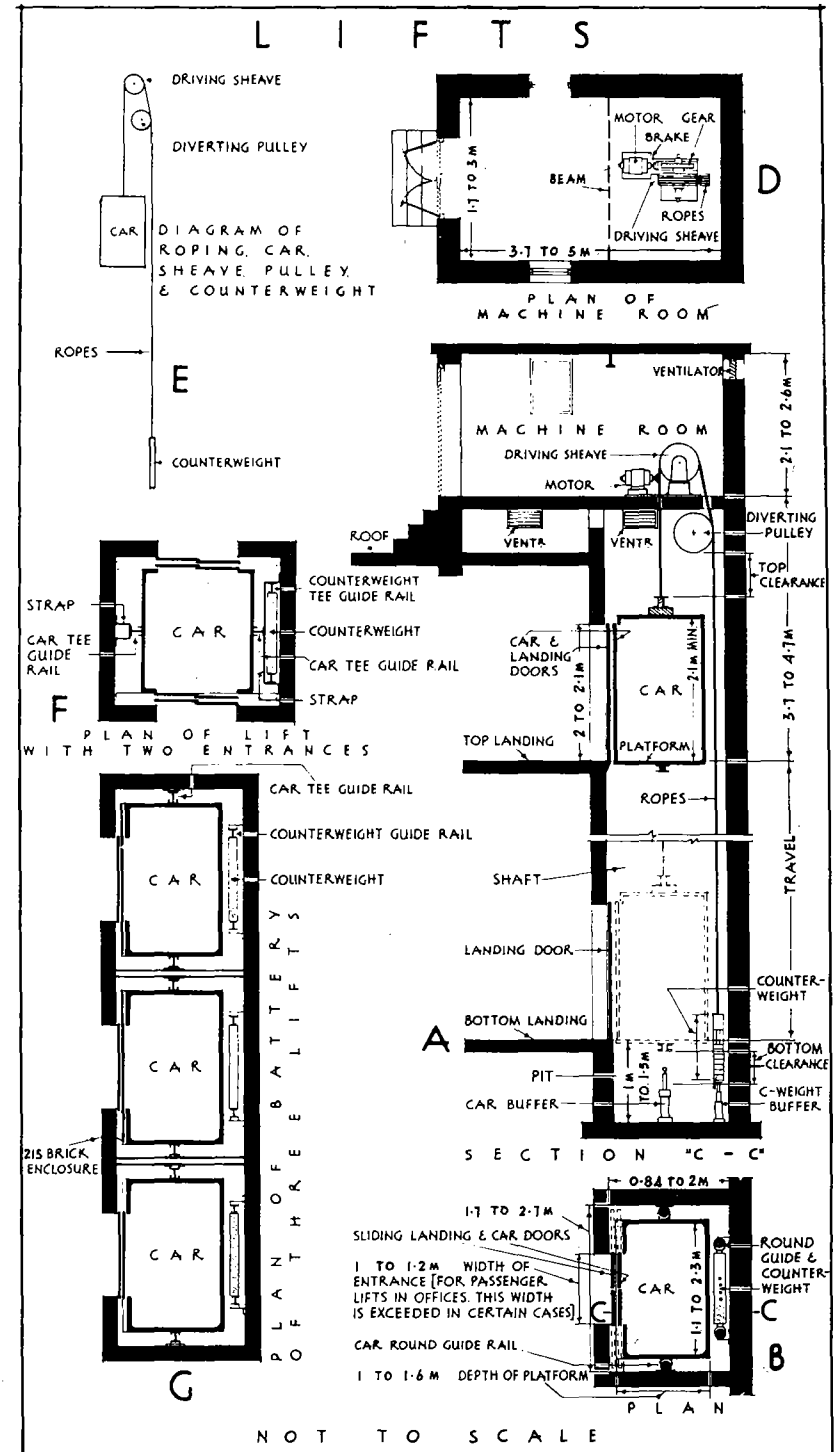 LIFTS
DRIVING SHEAVE
DIVERTING PULLEY
CAR
DIAGRAM OF
ROPING, CAR,
SHEAVE, PULLEY,
& COUNTERWEIGHT
ROPES
E
COUNTERWEIGHT
MOTOR
GEAR
BRAKE
BEAM
ROPES
DRIVING SHEAVE
1·7 TO 3M
3·7 TO 5M
D
PLAN OF
MACHINE ROOM
VENTILATOR
MACHINE ROOM
DRIVING SHEAVE
MOTOR
2·1 TO 2·6M
ROOF
VENTR.
VENTR.
DIVERTING
PULLEY
TOP
CLEARANCE
CAR &
LANDING
DOORS
2 TO 2·1M
CAR
2·1M MIN
3·7 TO 4·7M
TOP LANDING
PLATFORM
ROPES
SHAFT
TRAVEL
LANDING DOOR
COUNTER-
WEIGHT
A
BOTTOM LANDING
BOTTOM
CLEARANCE
PIT
1M
TO 1·5M
CAR BUFFER
C-WEIGHT
BUFFER
SECTION "C-C"
STRAP
CAR TEE
GUIDE
RAIL
CAR
COUNTERWEIGHT
TEE GUIDE RAIL
COUNTERWEIGHT
CAR TEE GUIDE RAIL
STRAP
F
PLAN OF LIFT
WITH TWO ENTRANCES
CAR TEE GUIDE RAIL
COUNTERWEIGHT GUIDE RAIL
CAR
COUNTERWEIGHT
CAR
215 BRICK
ENCLOSURE
CAR
PLAN OF BATTERY
OF THREE LIFTS
G
0·84 TO 2M
1·7 TO 2·7M
SLIDING LANDING & CAR DOORS
1 TO 1·2M WIDTH OF
ENTRANCE [FOR PASSENGER
LIFTS IN OFFICES. THIS WIDTH
IS EXCEEDED IN CERTAIN CASES]
C
CAR
1·1 TO 2·3M
ROUND
GUIDE &
COUNTER-
WEIGHT
C
CAR ROUND GUIDE RAIL
1 TO 1·6M DEPTH OF PLATFORM
B
PLAN
NOT TO SCALE